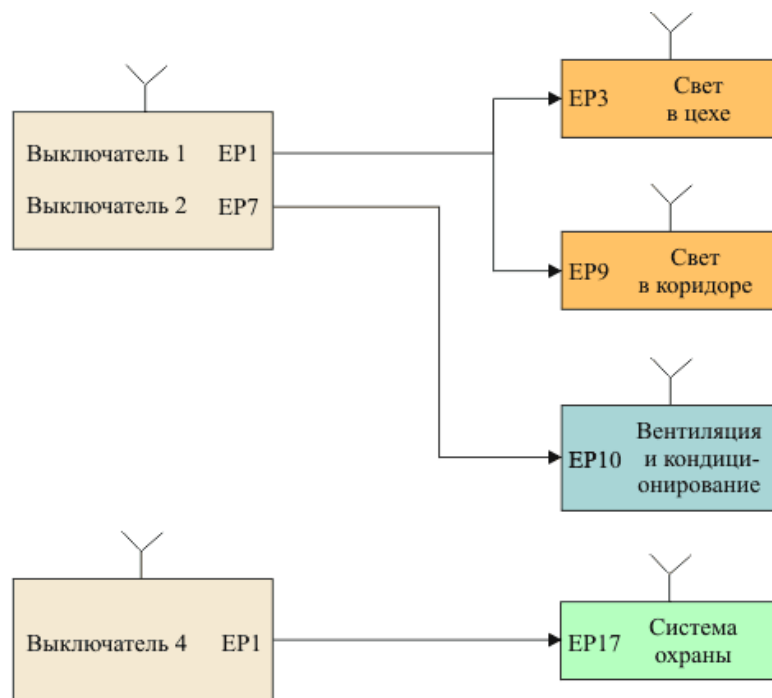 Выключатель 1 EP1
Выключатель 2 EP7
EP3 Свет
в цехе
EP9 Свет
в коридоре
Вентиляция
EP10 и кондици-
онирование
Выключатель 4 EP1
EP17 Система
охраны